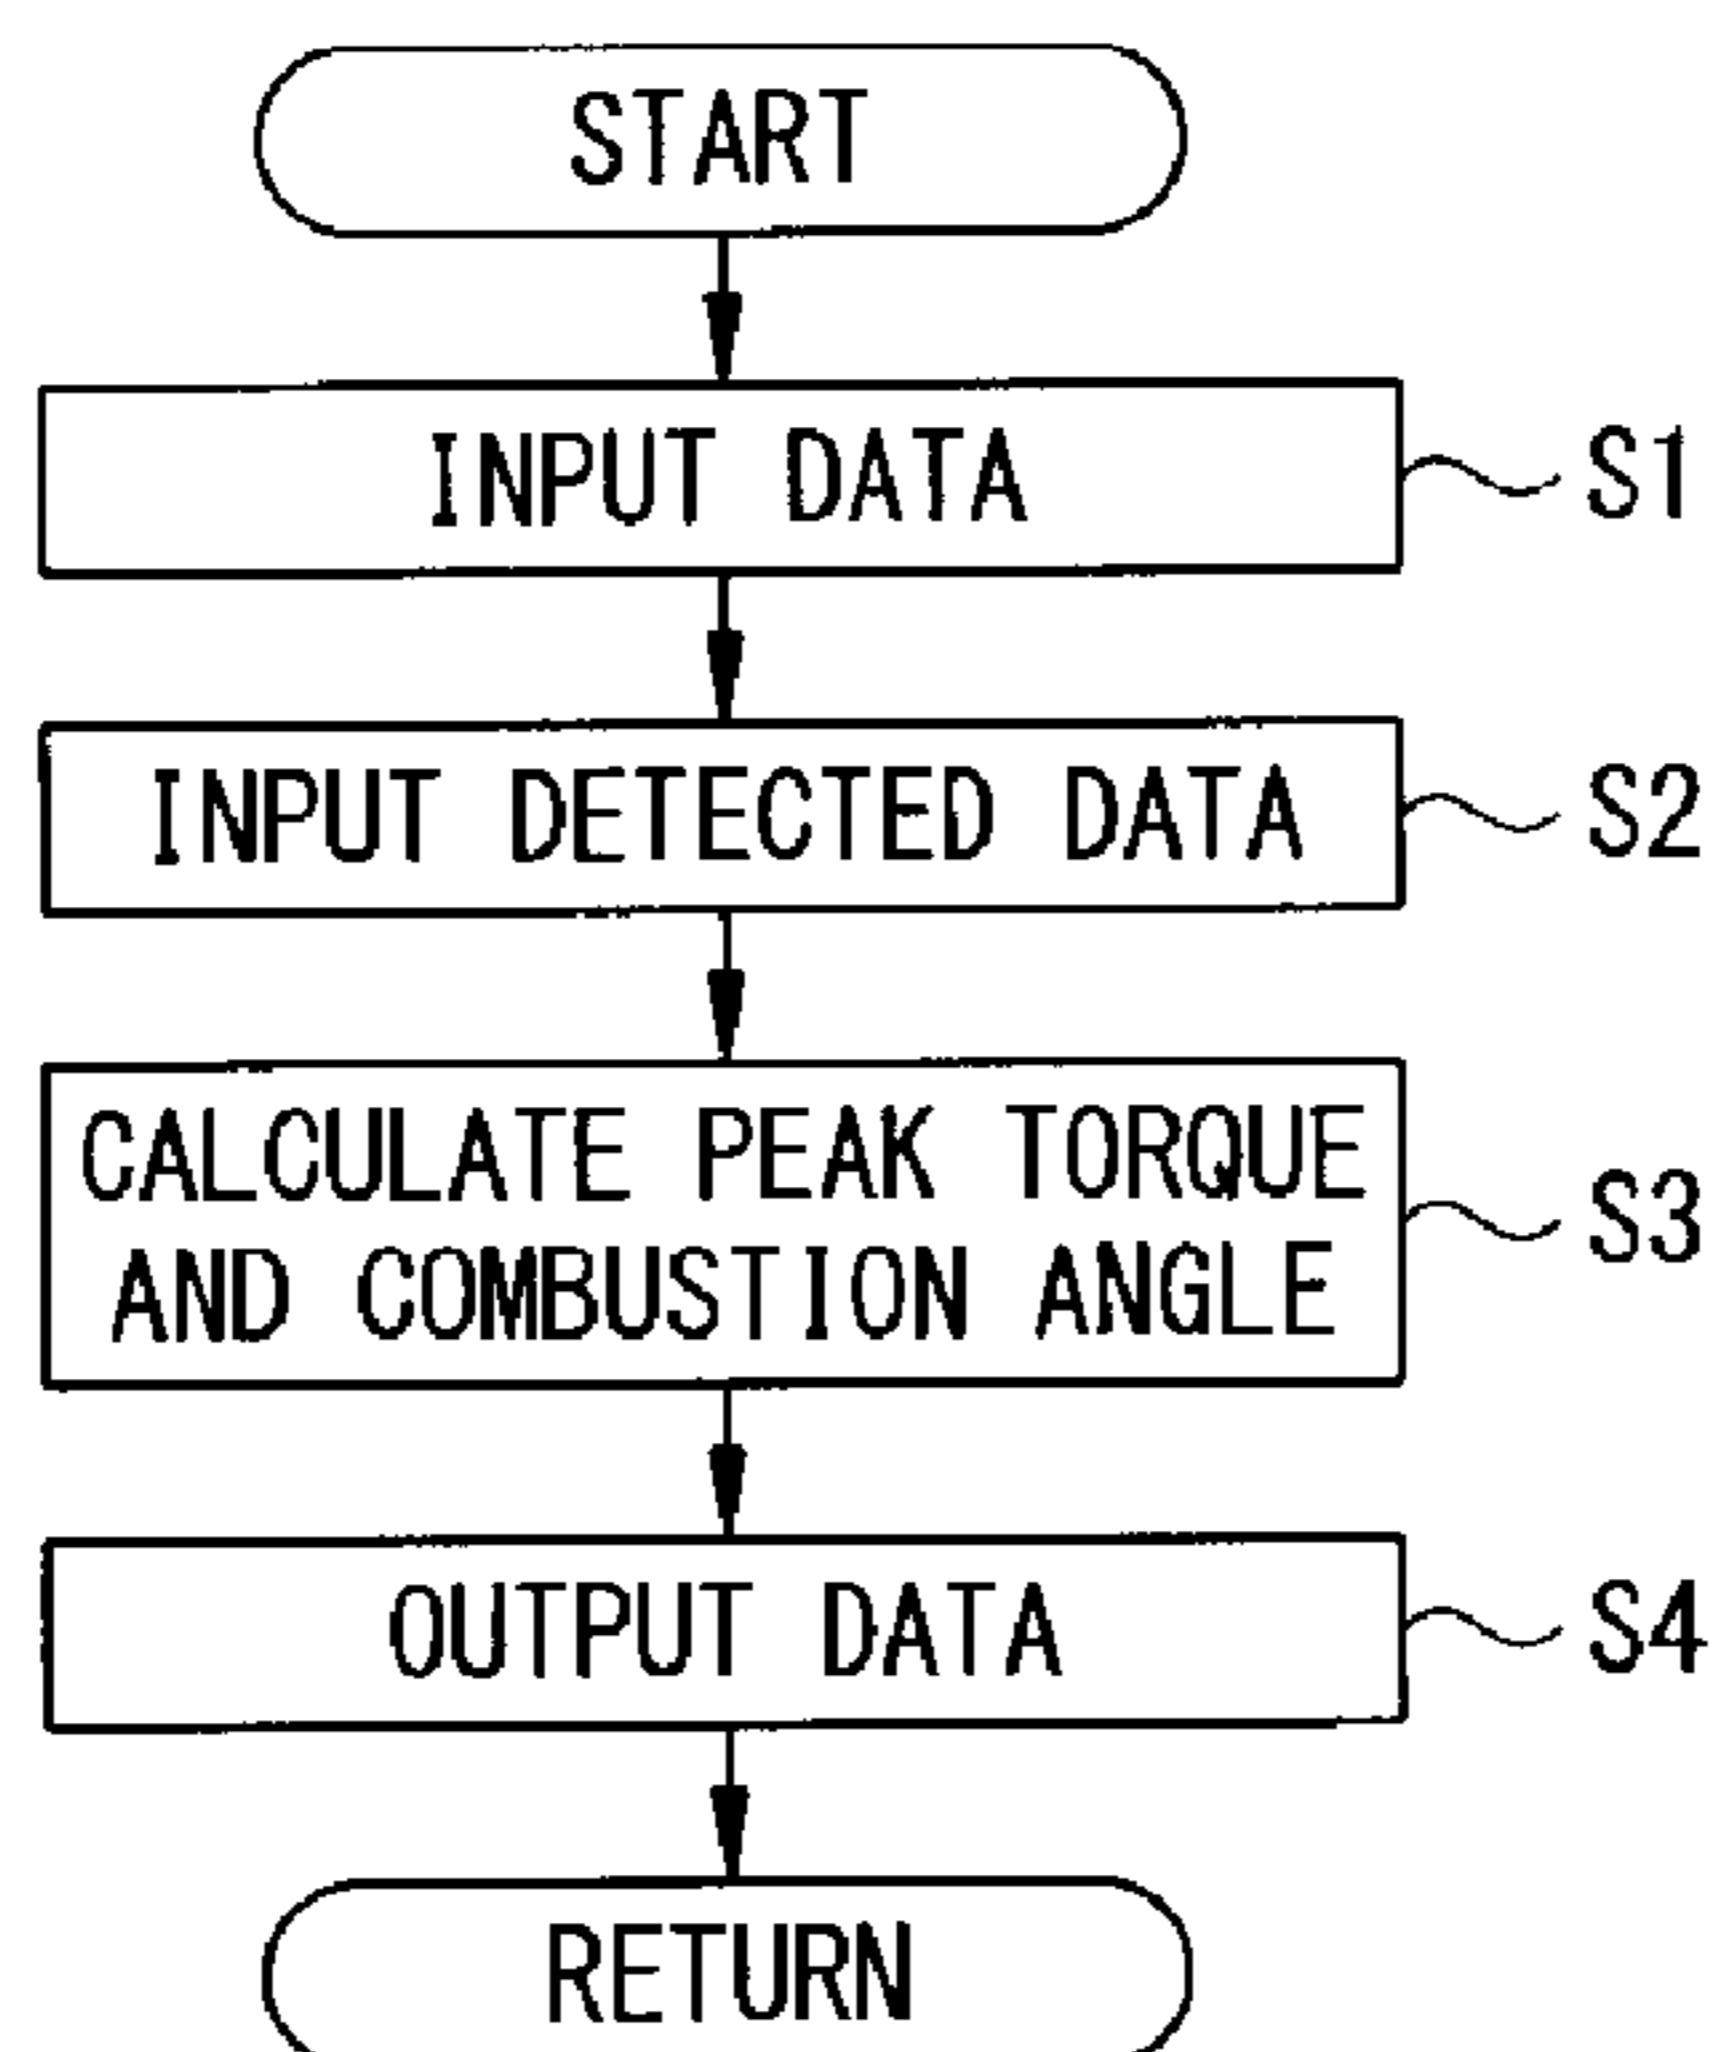 START
INPUT DATA
S1
INPUT DETECTED DATA
S2
CALCULATE PEAK TORQUE
AND COMBUSTION ANGLE
S3
OUTPUT DATA
S4
RETURN